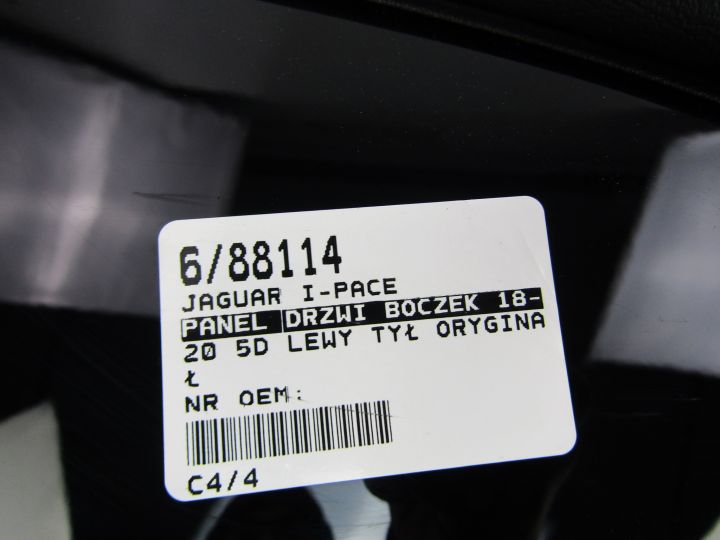 6/88114
JAGUAR I-PACE
PANEL DRZWI BOCZEK 18-
20 5D LEWY TYŁ ORYGINA
Ł
NR OEM:
C4/4